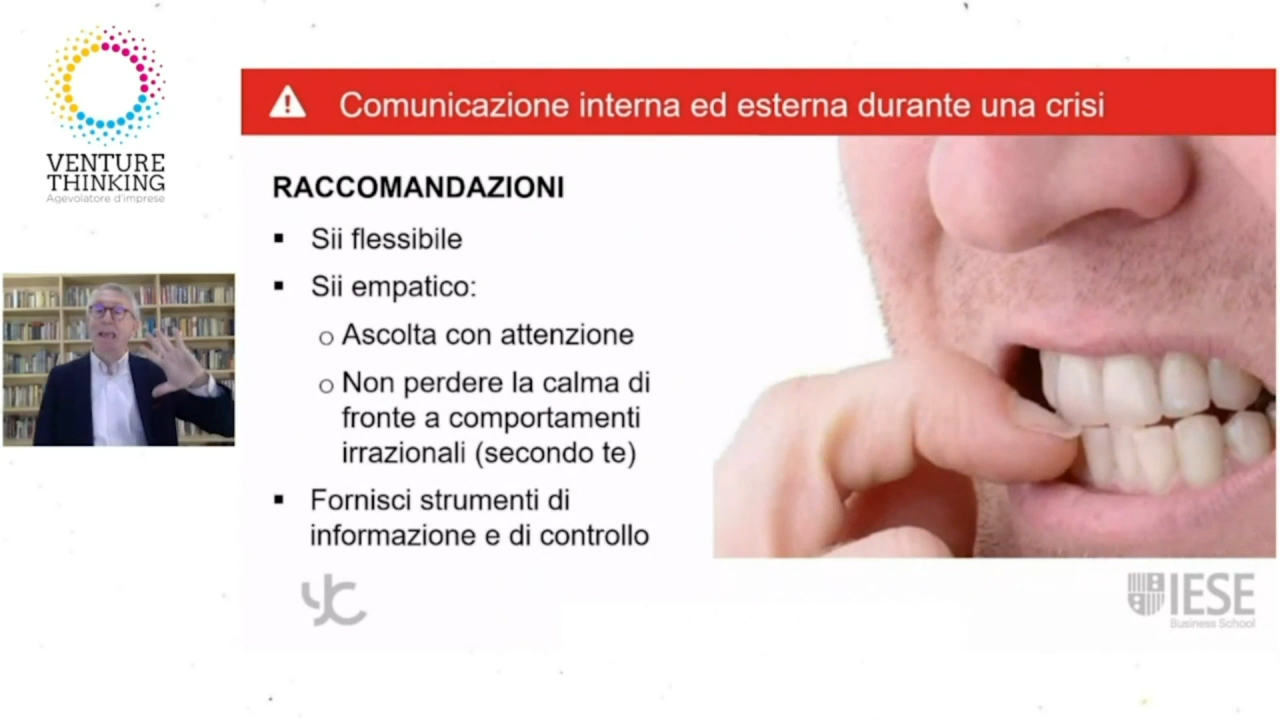 VENTURE
THINKING
Agevolatore d'imprese
Comunicazione interna ed esterna durante una crisi
RACCOMANDAZIONI
▪ Sii flessibile
▪ Sii empatico:
o Ascolta con attenzione
o Non perdere la calma di
fronte a comportamenti
irrazionali (secondo te)
▪ Fornisci strumenti di
informazione e di controllo
yc
IESE
Business School